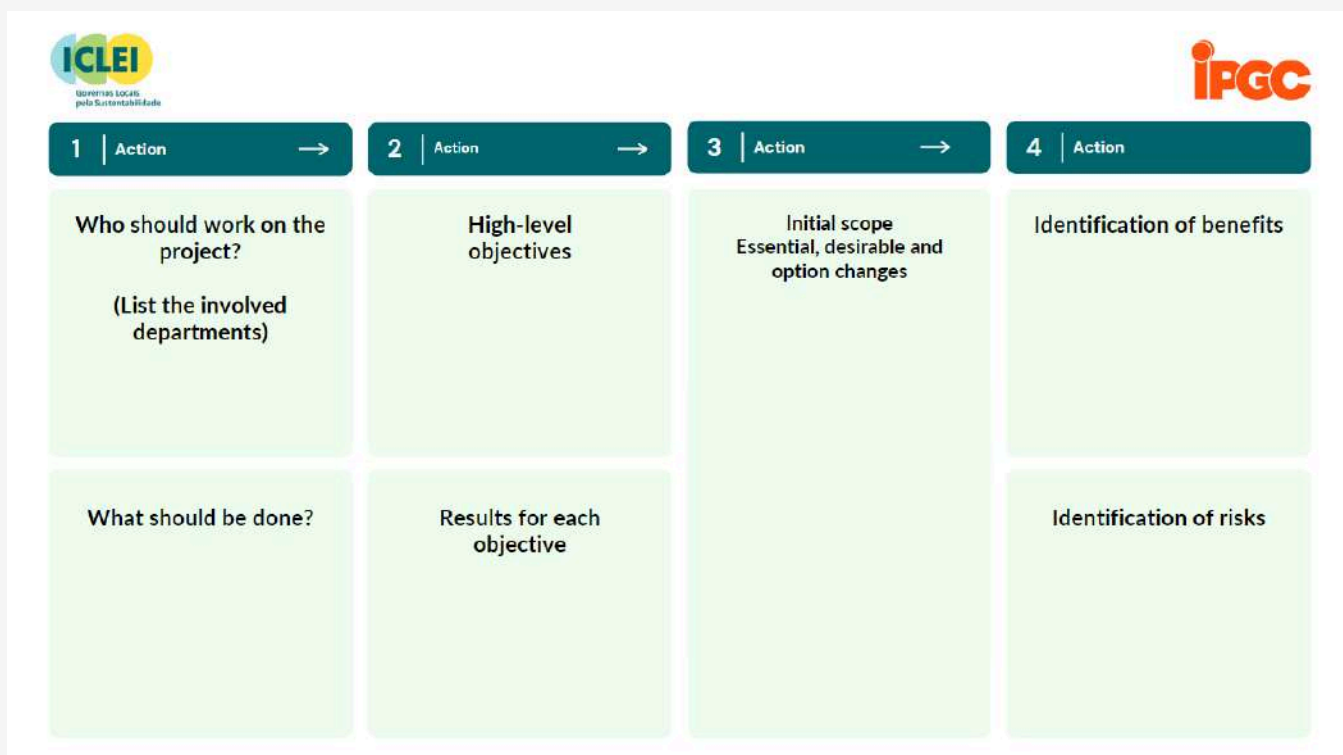 ICLEI
Governos Locais
pela Sustentabilidade
iPGC
1 Action →
2 Action →
3 Action →
4 Action
Who should work on the
project?
(List the involved
departments)
High-level
objectives
Initial scope
Essential, desirable and
option changes
Identification of benefits
What should be done?
Results for each
objective
Identification of risks